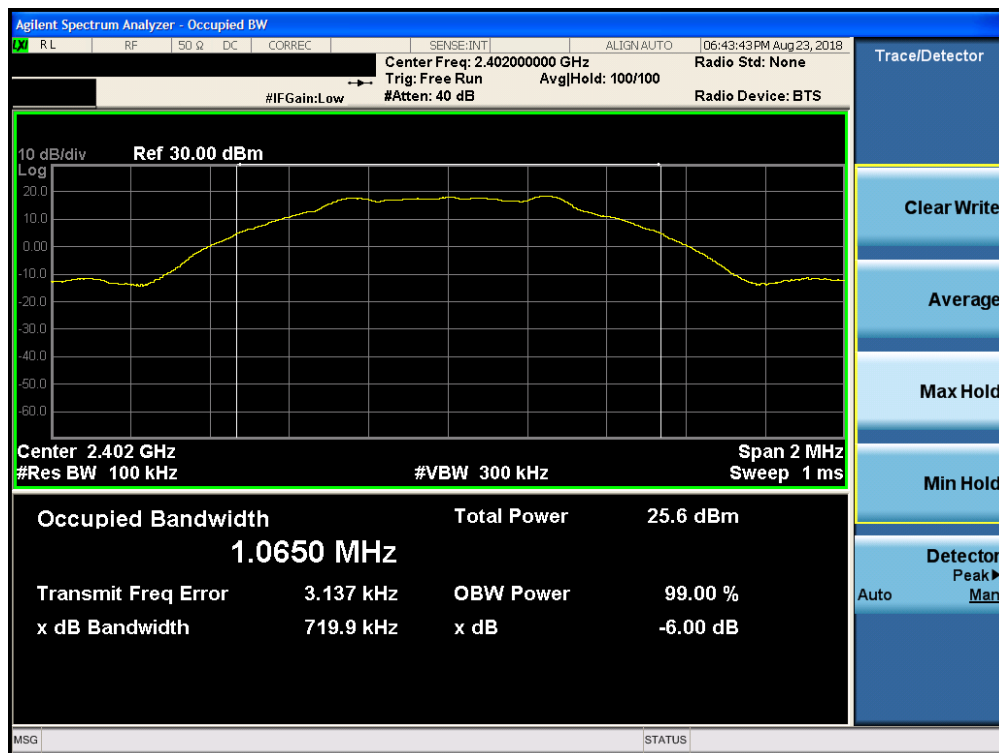 Agilent Spectrum Analyzer - Occupied BW
LXI RL RF 50 Ω DC CORREC SENSE:INT ALIGN AUTO 06:43:43 PM Aug 23, 2018
Center Freq: 2.402000000 GHz Radio Std: None
Trig: Free Run Avg|Hold: 100/100
#IFGain:Low #Atten: 40 dB Radio Device: BTS
10 dB/div Ref 30.00 dBm
Log
20.0
10.0
0.00
-10.0
-20.0
-30.0
-40.0
-50.0
-60.0
Center 2.402 GHz Span 2 MHz
#Res BW 100 kHz #VBW 300 kHz Sweep 1 ms
Occupied Bandwidth Total Power 25.6 dBm
1.0650 MHz
Transmit Freq Error 3.137 kHz OBW Power 99.00 %
x dB Bandwidth 719.9 kHz x dB -6.00 dB
MSG STATUS
Trace/Detector
Clear Write
Average
Max Hold
Min Hold
Detector
Peak▶
Auto Man